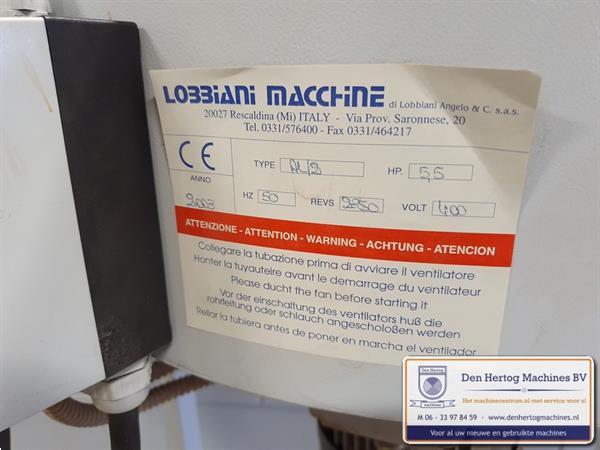 LOBBIANI MACCHINE di Lobbiani Angelo & C. s.a.s.
20027 Rescaldina (Mi) ITALY - Via Prov. Saronnese, 20
Tel. 0331/576400 - Fax 0331/464217
CE
TYPE AL/2 HP. 5,5
ANNO 2003
HZ 50 REVS 2850 VOLT 400
ATTENZIONE - ATTENTION - WARNING - ACHTUNG - ATENCION
Collegare la tubazione prima di avviare il ventilatore
Honter la tuyauteire avant le demarrage du ventilateur
Please ducht the fan before starting it
Vor der einschaltung des ventilators huß die
rohrleitung oder schlauch angescholoßen werden
Reliar la tubiera antes de poner en marcha el ventilador
Den Hertog Machines BV
Het machinecentrum.nl met service voor u!
M 06 - 33 97 84 59 - www.denhertogmachines.nl
Voor al uw nieuwe en gebruikte machines